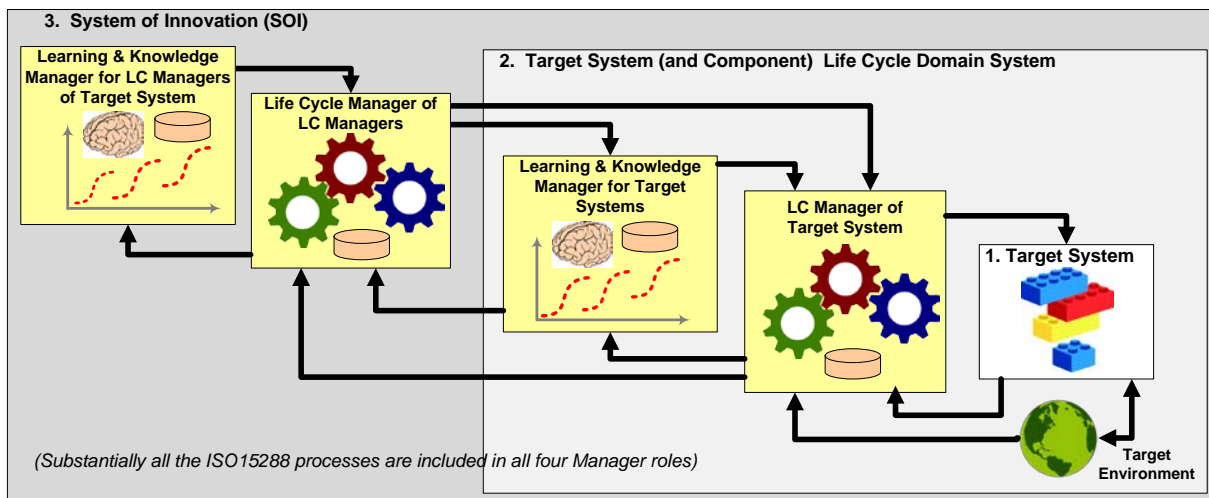 3. System of Innovation (SOI)
Learning & Knowledge
Manager for LC Managers
of Target System
2. Target System (and Component) Life Cycle Domain System
Life Cycle Manager of
LC Managers
Learning & Knowledge
Manager for Target
Systems
LC Manager of
Target System
1. Target System
(Substantially all the ISO15288 processes are included in all four Manager roles)
Target
Environment